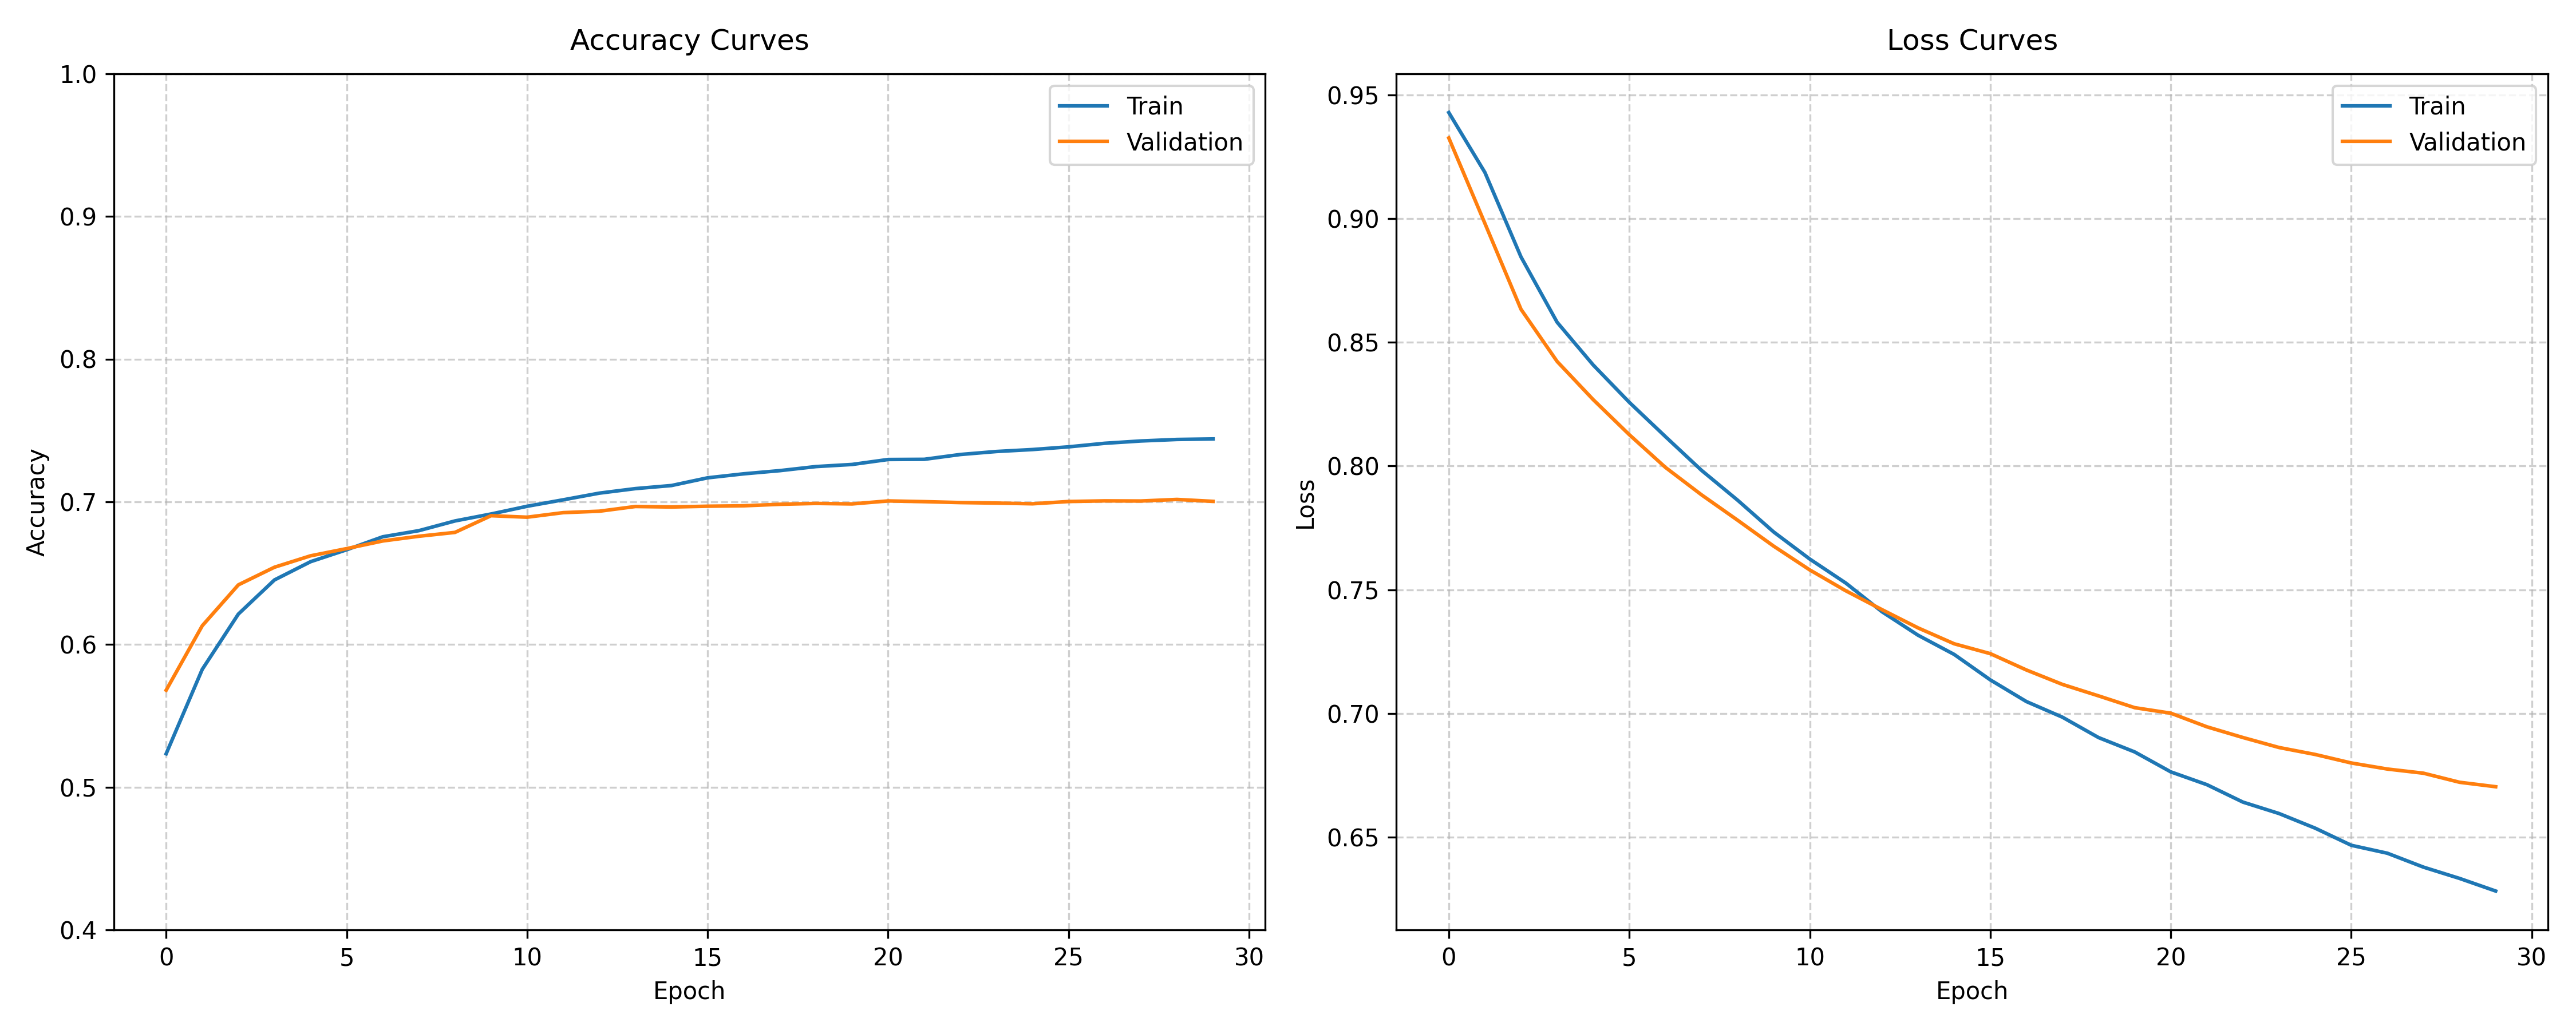 Accuracy Curves
1.0
0.9
0.8
0.7
0.6
0.5
0.4
Accuracy
Train
Validation
0 5 10 15 20 25 30
Epoch
Loss Curves
0.95
0.90
0.85
0.80
0.75
0.70
0.65
Loss
Train
Validation
0 5 10 15 20 25 30
Epoch